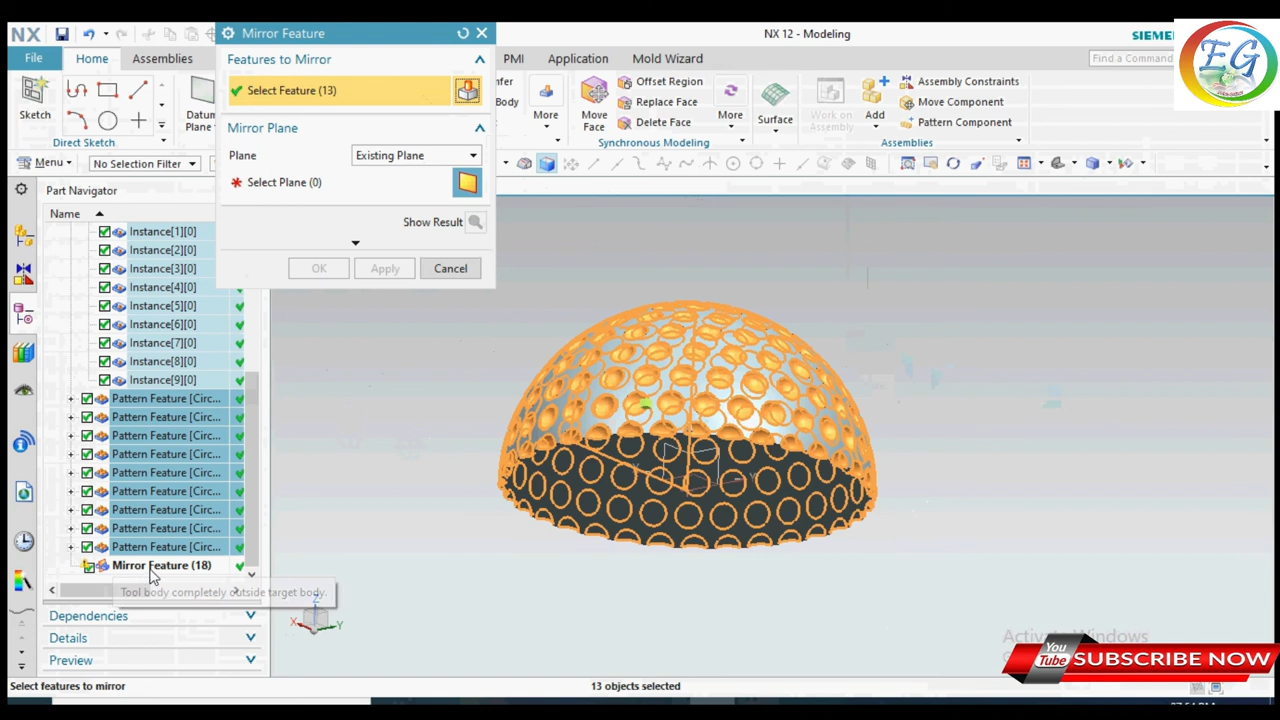 NX
Mirror Feature
NX 12 - Modeling
SIEM
EG
File
Home
Assemblies
PMI
Application
Mold Wizard
Find a Command
Features to Mirror
Select Feature (13)
Mirror Plane
Plane
Existing Plane
Select Plane (0)
Show Result
OK
Apply
Cancel
Sketch
Datum
Plane
Direct Sketch
Body
More
Move
Face
Offset Region
Replace Face
Delete Face
More
Synchronous Modeling
Surface
Work on
Assembly
Add
Assembly Constraints
Move Component
Pattern Component
Assemblies
Menu
No Selection Filter
Part Navigator
Name
Instance[1][0]
Instance[2][0]
Instance[3][0]
Instance[4][0]
Instance[5][0]
Instance[6][0]
Instance[7][0]
Instance[8][0]
Instance[9][0]
Pattern Feature [Circ...
Pattern Feature [Circ...
Pattern Feature [Circ...
Pattern Feature [Circ...
Pattern Feature [Circ...
Pattern Feature [Circ...
Pattern Feature [Circ...
Pattern Feature [Circ...
Pattern Feature [Circ...
Mirror Feature (18)
Tool body completely outside target body.
Dependencies
Details
Preview
Z
X
Y
Activate Windows
You
Tube
SUBSCRIBE NOW
Select features to mirror
13 objects selected